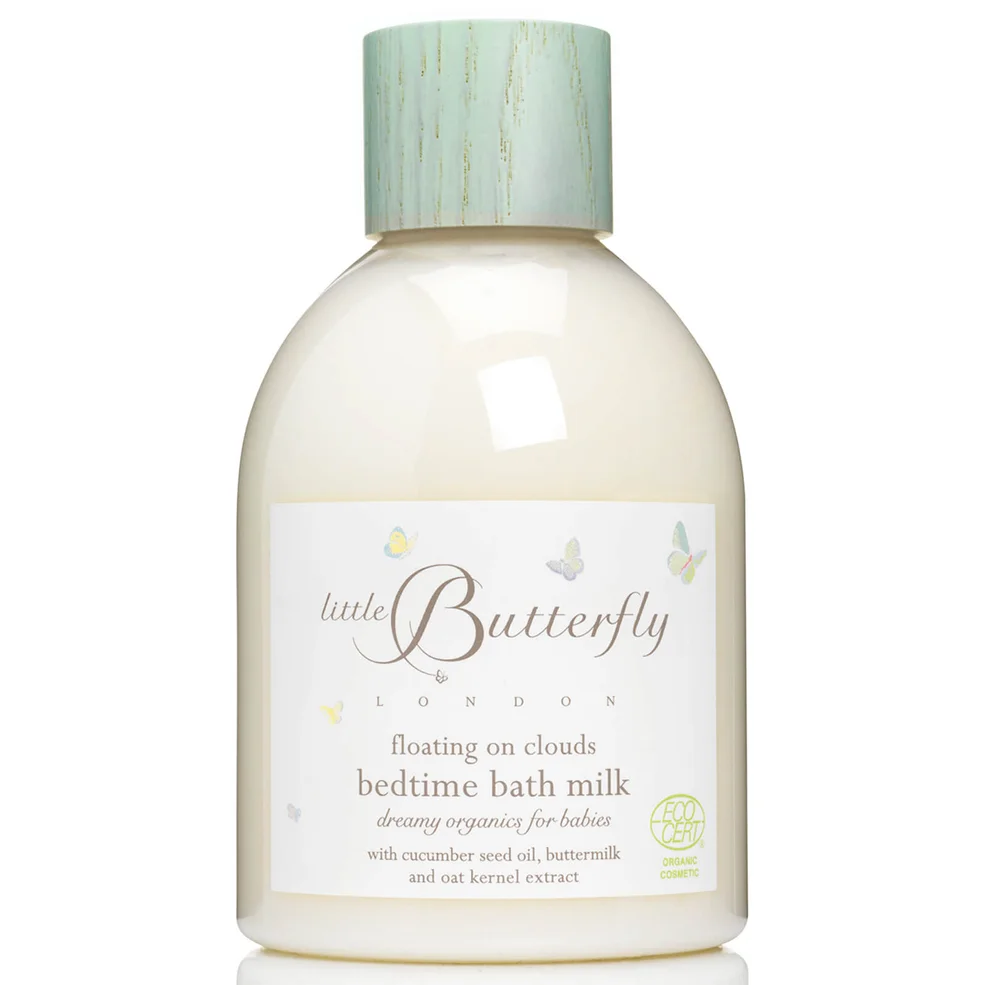 little Butterfly
LONDON
floating on clouds
bedtime bath milk
dreamy organics for babies
with cucumber seed oil, buttermilk
and oat kernel extract
ECO
CERT®
ORGANIC
COSMETIC